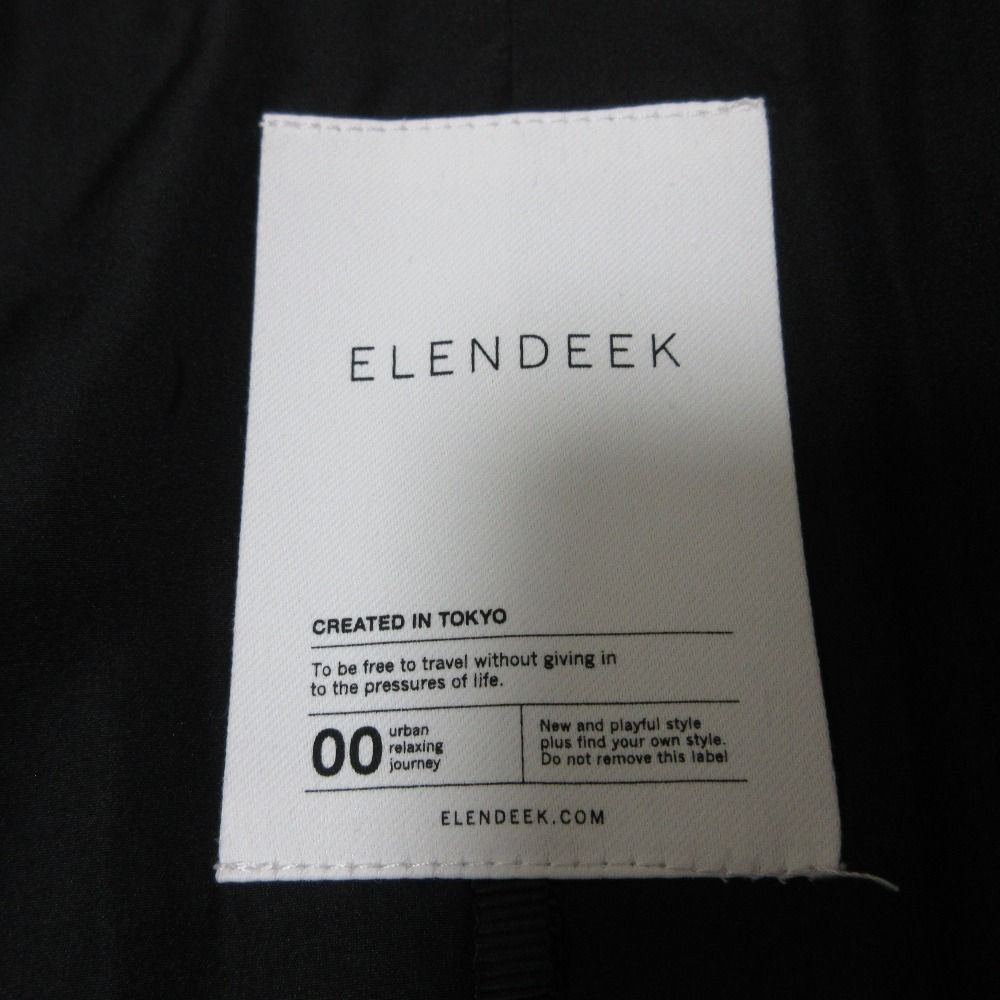 ELENDEEK
CREATED IN TOKYO
To be free to travel without giving in
to the pressures of life.
00
urban
relaxing
journey
New and playful style
plus find your own style.
Do not remove this label
ELENDEEK.COM